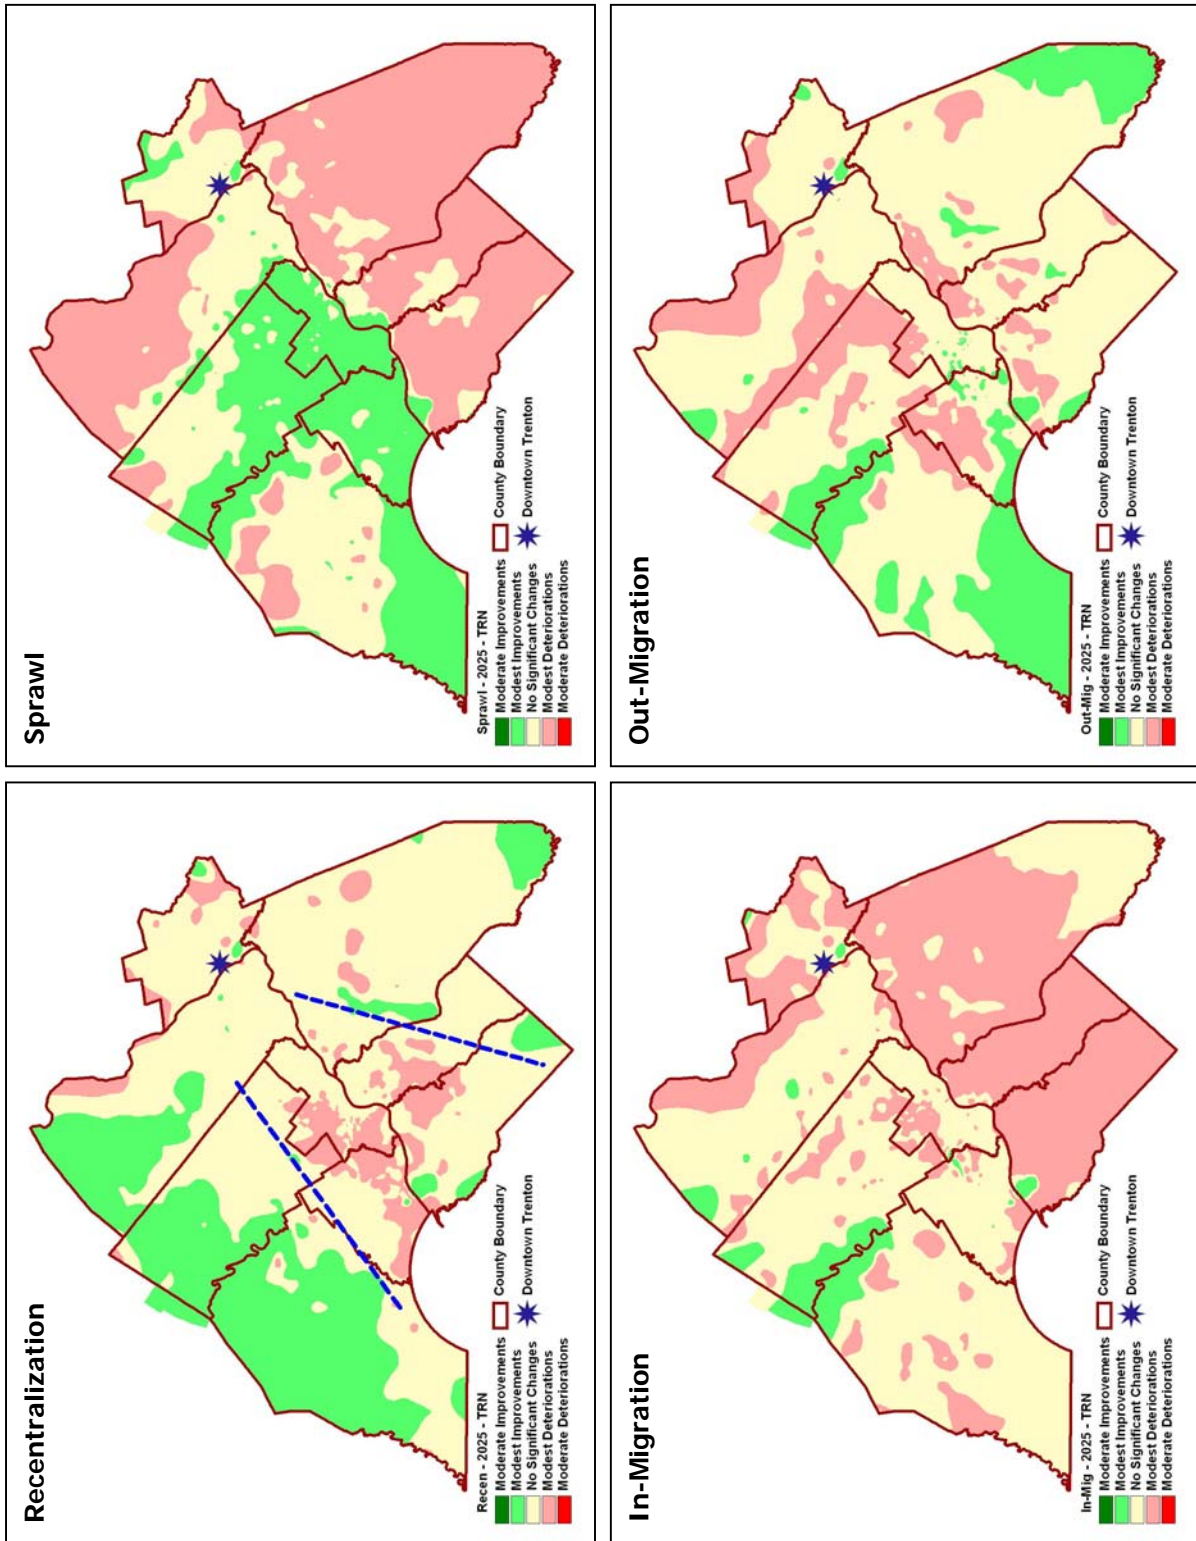 Recentralization
Recen - 2025 - TRN
Moderate Improvements
Modest Improvements
No Significant Changes
Modest Deteriorations
Moderate Deteriorations
County Boundary
Downtown Trenton
Sprawl
Sprawl - 2025 - TRN
Moderate Improvements
Modest Improvements
No Significant Changes
Modest Deteriorations
Moderate Deteriorations
County Boundary
Downtown Trenton
In-Migration
In-Mig - 2025 - TRN
Moderate Improvements
Modest Improvements
No Significant Changes
Modest Deteriorations
Moderate Deteriorations
County Boundary
Downtown Trenton
Out-Migration
Out-Mig - 2025 - TRN
Moderate Improvements
Modest Improvements
No Significant Changes
Modest Deteriorations
Moderate Deteriorations
County Boundary
Downtown Trenton